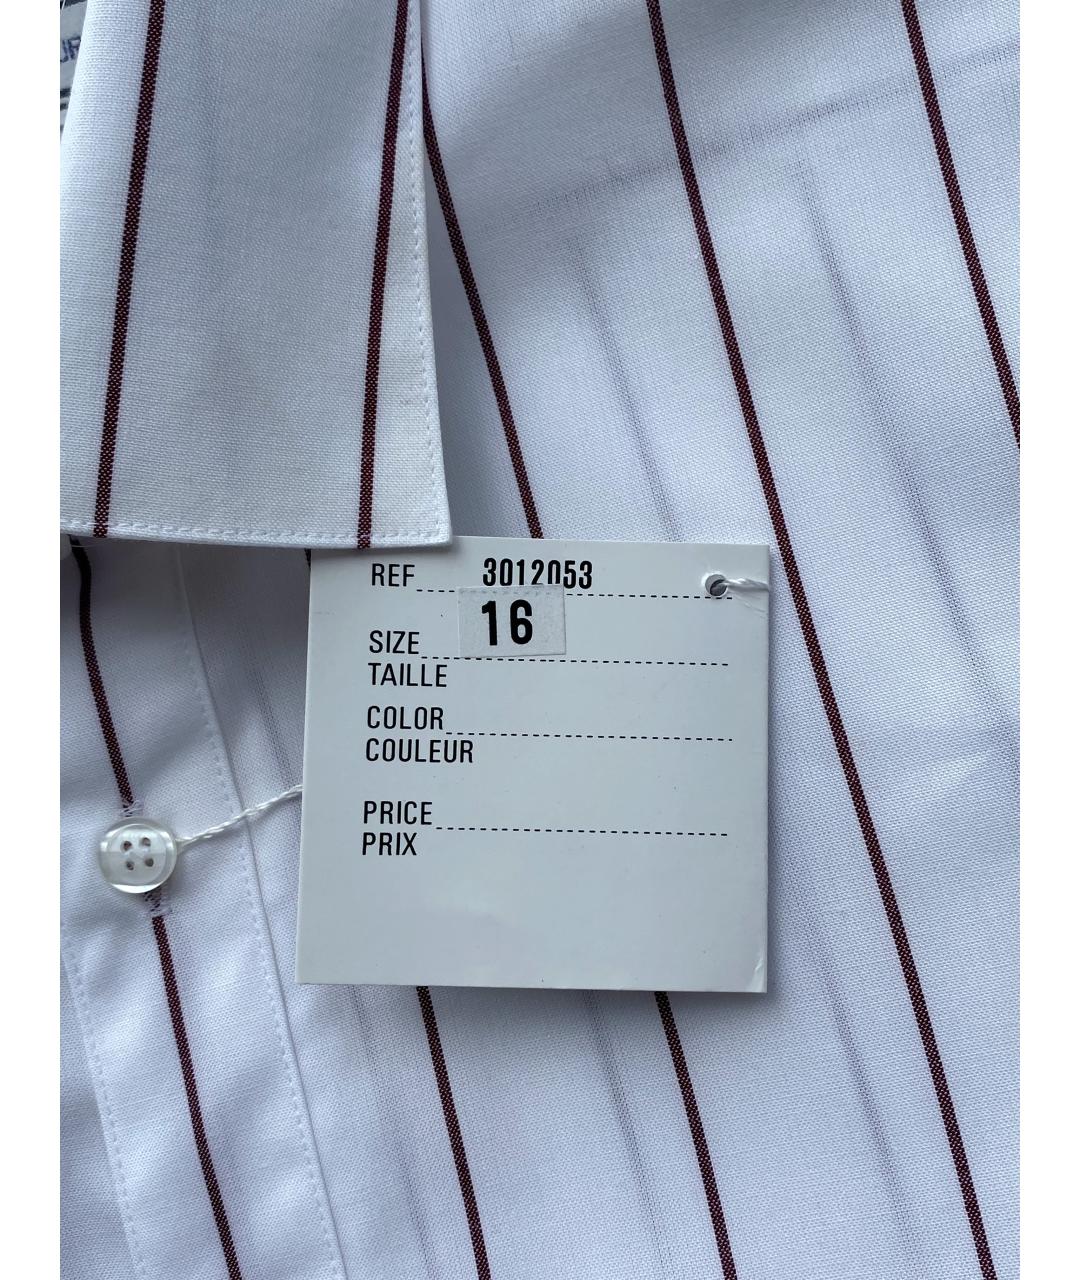 REF 3012053
16
SIZE
TAILLE
COLOR
COULEUR
PRICE
PRIX